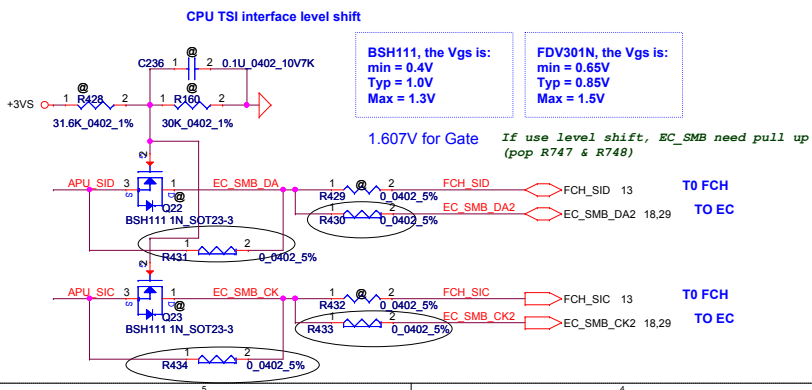 CPU TSI interface level shift
@
C236 1 2 0.1U_0402_10V7K
BSH111, the Vgs is:
min = 0.4V
Typ = 1.0V
Max = 1.3V
FDV301N, the Vgs is:
min = 0.65V
Typ = 0.85V
Max = 1.5V
@ @
+3VS 1 R428 2 1 R160 2
31.6K_0402_1% 30K_0402_1%
1.607V for Gate
If use level shift, EC_SMB need pull up
(pop R747 & R748)
G
2
APU_SID 3 1 EC_SMB_DA 1 @ 2 FCH_SID FCH_SID 13 T0 FCH
S D @
Q22
R429 0_0402_5%
BSH111 1N_SOT23-3
1 2 EC_SMB_DA2 EC_SMB_DA2 18,29 TO EC
R430 0_0402_5%
1 2
R431 0_0402_5%
G
2
APU_SIC 3 1 EC_SMB_CK 1 @ 2 FCH_SIC FCH_SIC 13 T0 FCH
S D @
Q23
R432 0_0402_5%
BSH111 1N_SOT23-3
1 2 EC_SMB_CK2 EC_SMB_CK2 18,29 TO EC
R433 0_0402_5%
1 2
R434 0_0402_5%
5 4